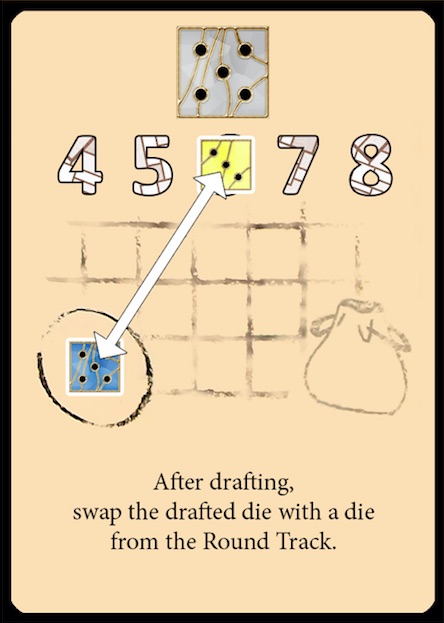 4 5 7 8
After drafting,
swap the drafted die with a die
from the Round Track.